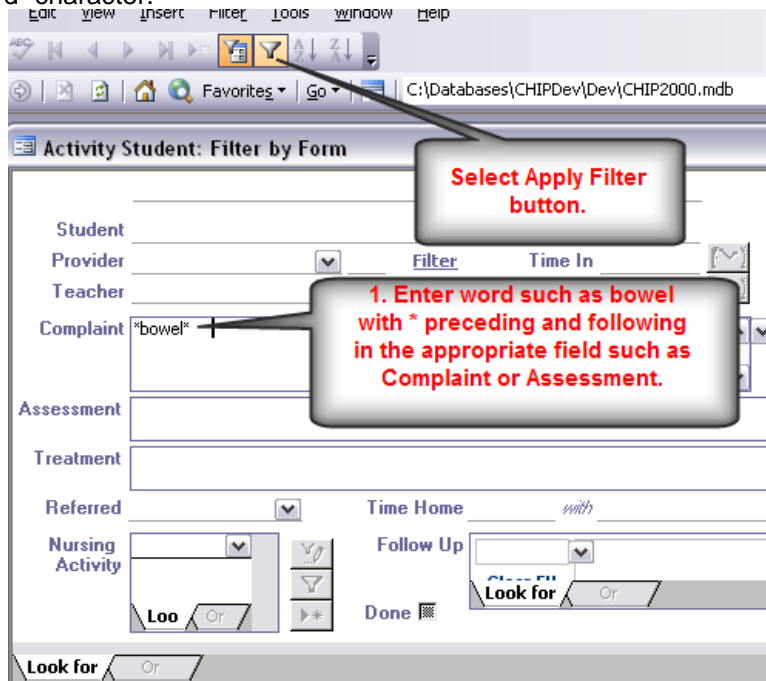 d character.
Edit View Insert Filter Tools Window Help
Favorites Go C:\Databases\CHIPDev\Dev\CHIP2000.mdb
Activity Student: Filter by Form
Select Apply Filter
button.
Student
Provider Filter Time In
Teacher
1. Enter word such as bowel
with * preceding and following
in the appropriate field such as
Complaint or Assessment.
Complaint *bowel*
Assessment
Treatment
Referred Time Home with
Nursing
Activity
Follow Up
Look for Or
Loo Or
Done
Look for Or